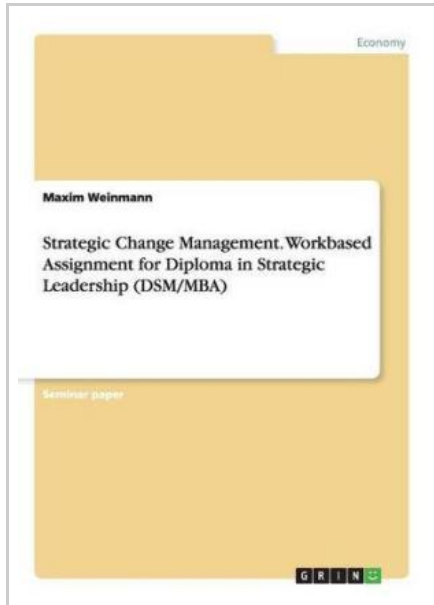 Economy
Maxim Weinmann
Strategic Change Management. Workbased
Assignment for Diploma in Strategic
Leadership (DSM/MBA)
Seminar paper
GRIN